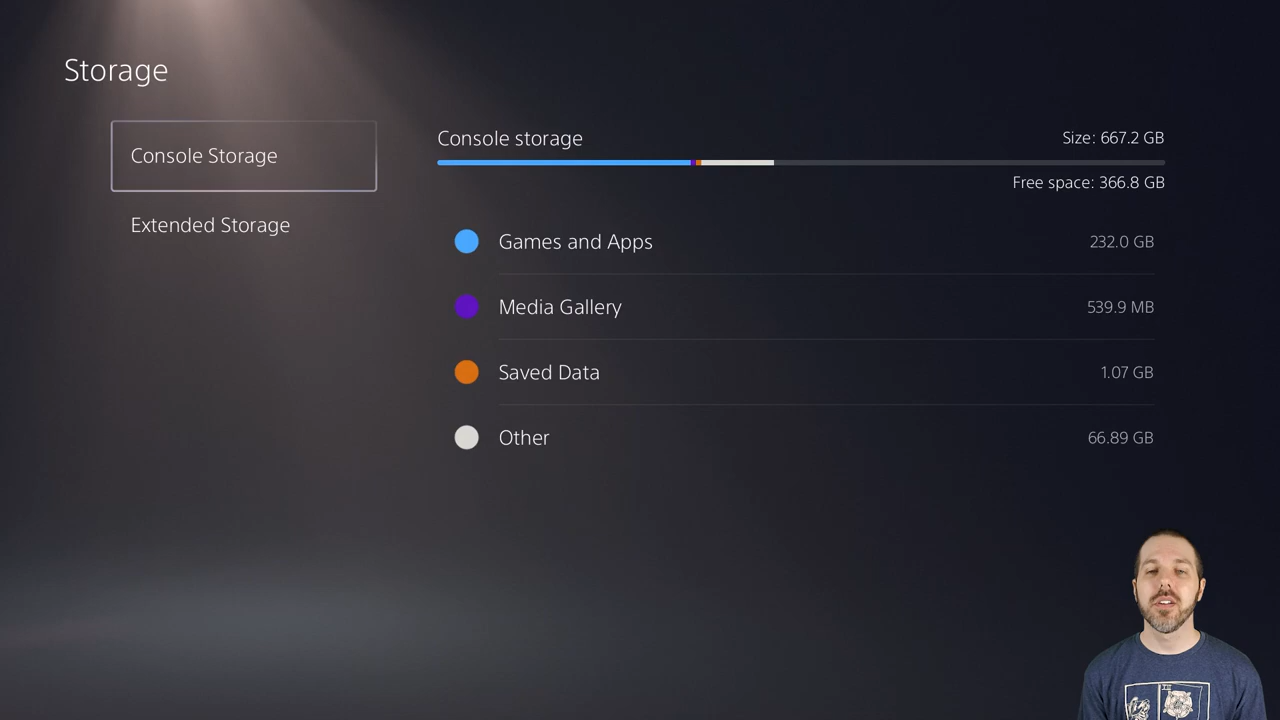 Storage
Console Storage
Extended Storage
Console storage
Size: 667.2 GB
Free space: 366.8 GB
Games and Apps
232.0 GB
Media Gallery
539.9 MB
Saved Data
1.07 GB
Other
66.89 GB